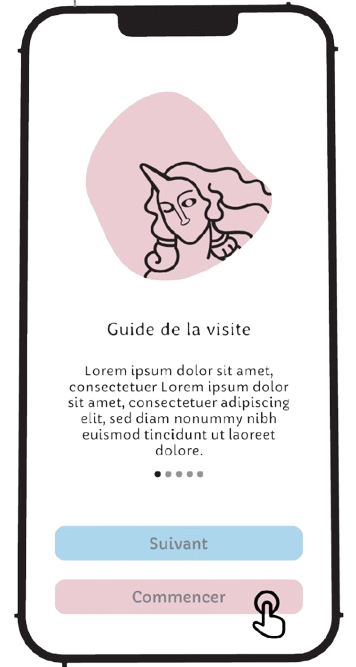 Guide de la visite
Lorem ipsum dolor sit amet,
consectetuer Lorem ipsum dolor
sit amet, consectetuer adipiscing
elit, sed diam nonummy nibh
euismod tincidunt ut laoreet
dolore.
Suivant
Commencer